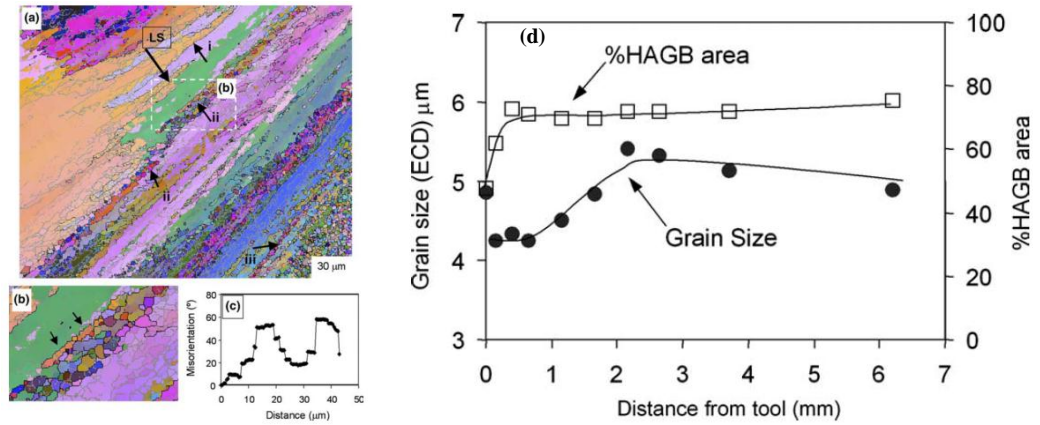 (a)
LS
i
(b)
ii
ii
iii
30 μm
(b)
(c)
Misorientation (º)
80
60
40
20
0
0 10 20 30 40 50
Distance (μm)
(d)
%HAGB area
Grain Size
Grain size (ECD) μm
7
6
5
4
3
100
80
60
40
20
0
%HAGB area
0 1 2 3 4 5 6 7
Distance from tool (mm)